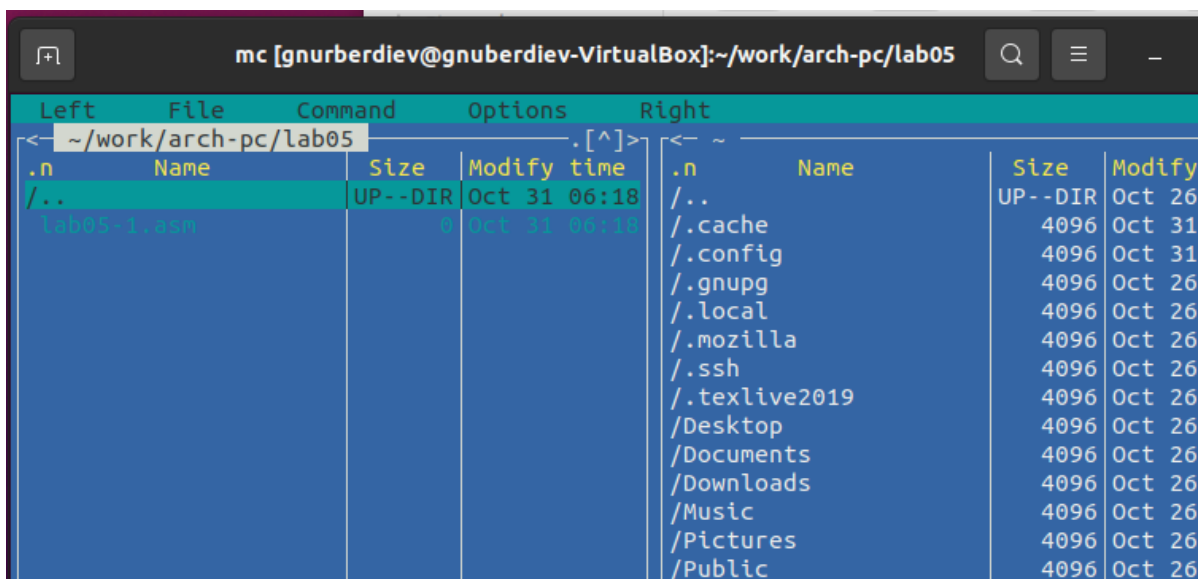 mc [gnurberdiev@gnuberdiev-VirtualBox]:~/work/arch-pc/lab05
Left File Command Options Right
<─ ~/work/arch-pc/lab05 .[^]> <─ ~
.n Name Size Modify time .n Name Size Modify
/.. UP--DIR Oct 31 06:18 /.. UP--DIR Oct 26
lab05-1.asm 0 Oct 31 06:18 /.cache 4096 Oct 31
/.config 4096 Oct 31
/.gnupg 4096 Oct 26
/.local 4096 Oct 26
/.mozilla 4096 Oct 26
/.ssh 4096 Oct 26
/.texlive2019 4096 Oct 26
/Desktop 4096 Oct 26
/Documents 4096 Oct 26
/Downloads 4096 Oct 26
/Music 4096 Oct 26
/Pictures 4096 Oct 26
/Public 4096 Oct 26